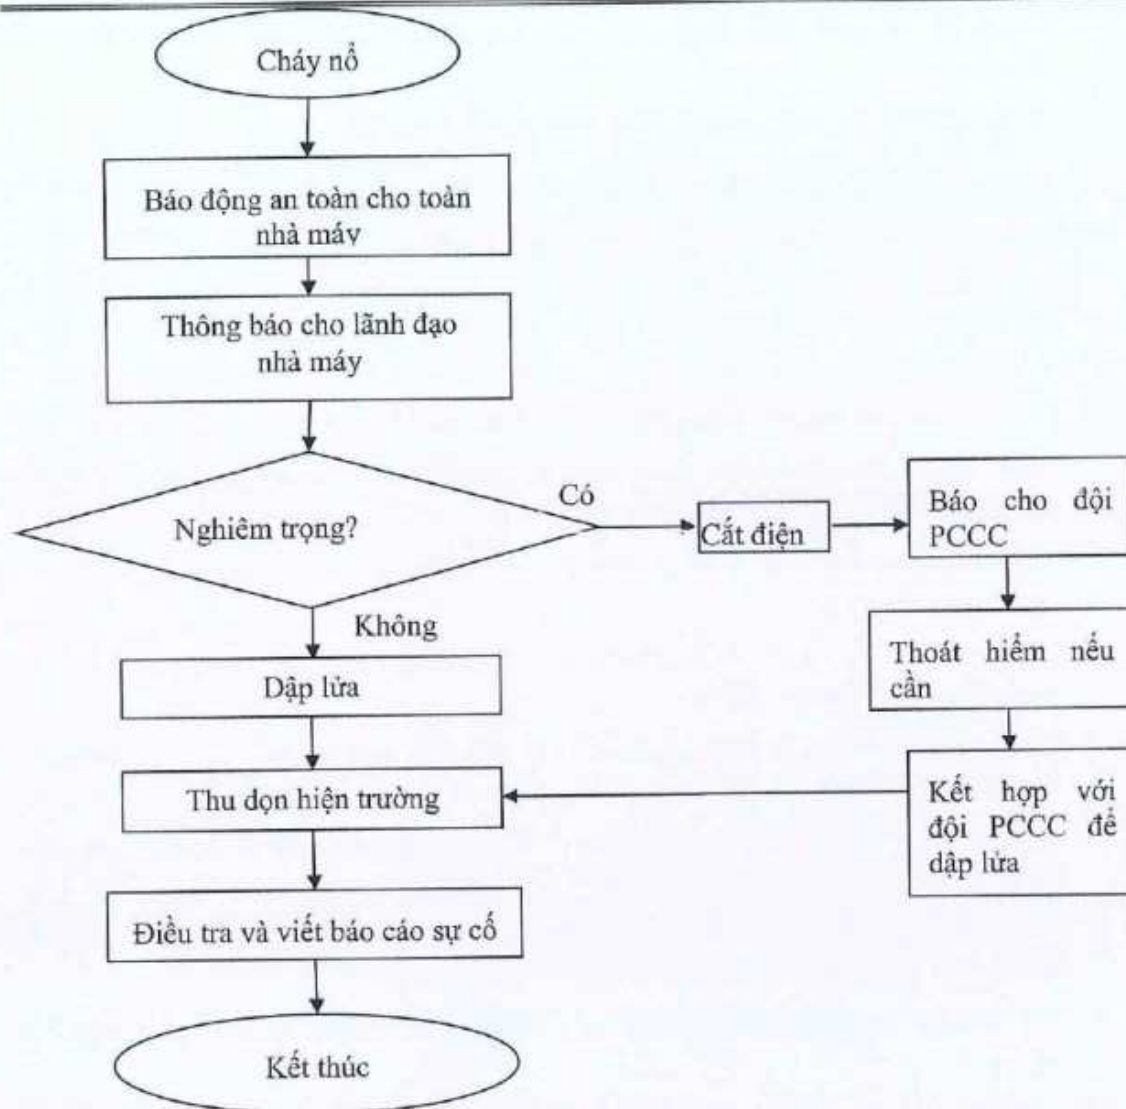 Cháy nổ
Báo động an toàn cho toàn
nhà máy
Thông báo cho lãnh đạo
nhà máy
Nghiêm trọng?
Có
Cắt điện
Báo cho đội
PCCC
Thoát hiểm nếu
cần
Kết hợp với
đội PCCC để
dập lửa
Không
Dập lửa
Thu dọn hiện trường
Điều tra và viết báo cáo sự cố
Kết thúc